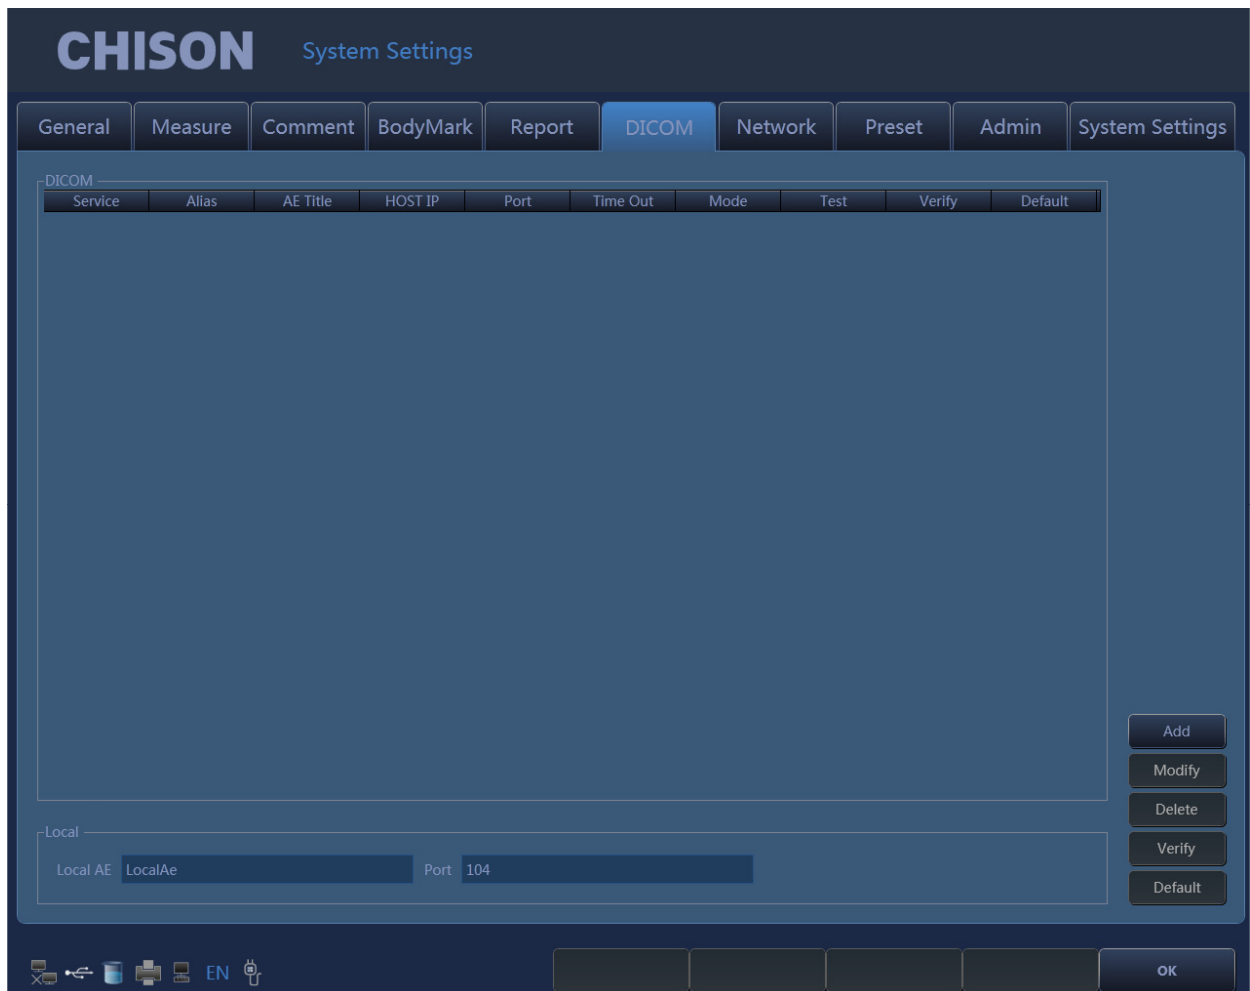 CHISON System Settings
General Measure Comment BodyMark Report DICOM Network Preset Admin System Settings
DICOM
Service Alias AE Title HOST IP Port Time Out Mode Test Verify Default
Add
Modify
Delete
Verify
Default
Local
Local AE LocalAe Port 104
EN OK